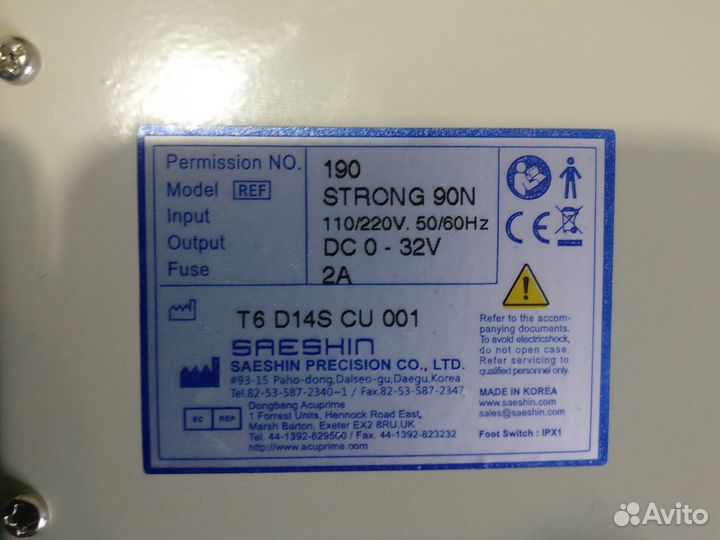 Permission NO. 190
Model REF STRONG 90N
Input 110/220V. 50/60Hz
Output DC 0 - 32V
Fuse 2A
T6 D14S CU 001
SAESHIN
SAESHIN PRECISION CO., LTD.
#93-15 Paho-dong,Dalseo-gu,Daegu,Korea
Tel.82-53-587-2340~1 / Fax.82-53-587-2347
EC REP
Dongbang Acuprime
1 Forrest Units, Hennock Road East,
Marsh Barton, Exeter EX2 8RU,UK
Tel. 44-1392-829500 / Fax. 44-1392-823232
http://www.acuprime.com
CE
Refer to the accom-
panying documents.
To avoid electricshock,
do not open case.
Refer servicing to
qualified personnel only.
MADE IN KOREA
www.saeshin.com
sales@saeshin.com
Foot Switch : IPX1
Avito